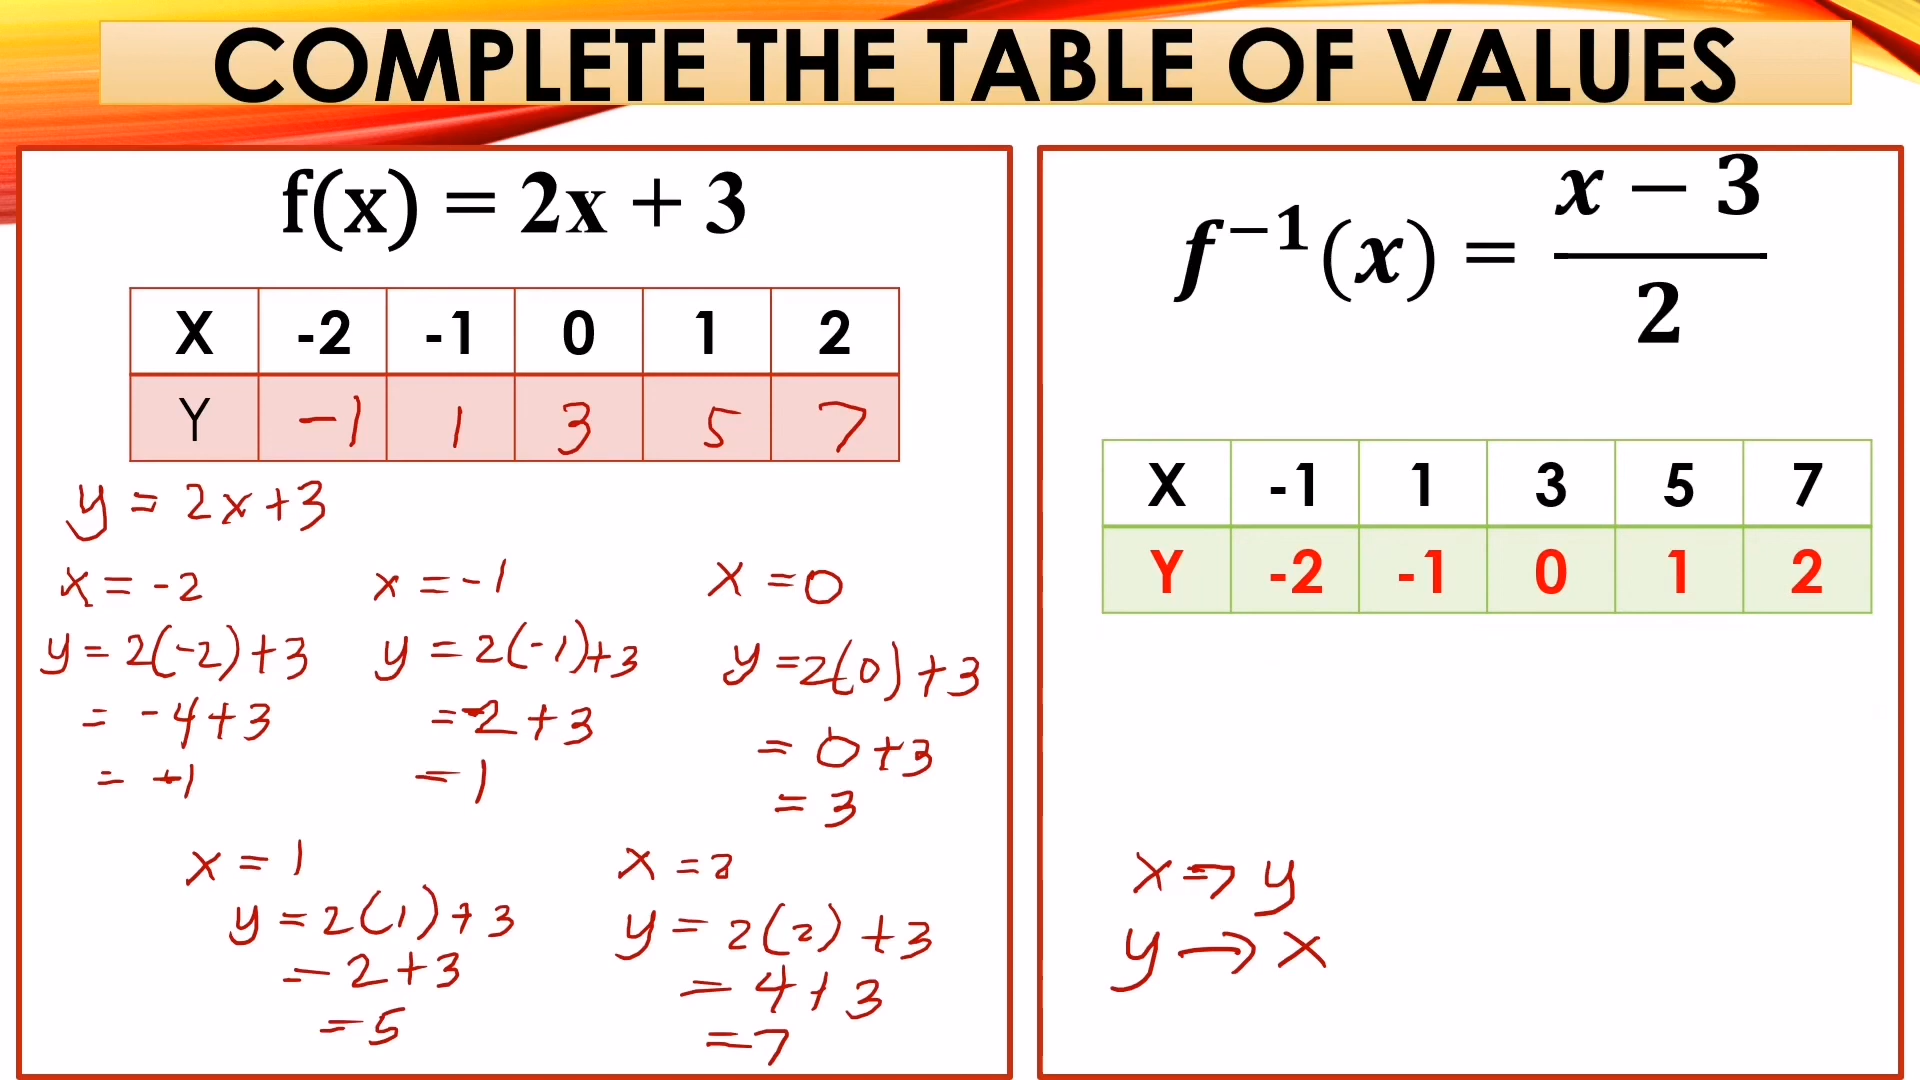 COMPLETE THE TABLE OF VALUES
f(x) = 2x + 3
X -2 -1 0 1 2
Y -1 1 3 5 7
y = 2x+3
x = -2
y = 2(-2)+3
= -4+3
= -1
x = -1
y = 2(-1)+3
= -2+3
= 1
x = 0
y = 2(0)+3
= 0+3
= 3
x = 1
y = 2(1)+3
= 2+3
= 5
x = 2
y = 2(2)+3
= 4+3
= 7
f⁻¹(x) = x − 3
2
X -1 1 3 5 7
Y -2 -1 0 1 2
x → y
y → x